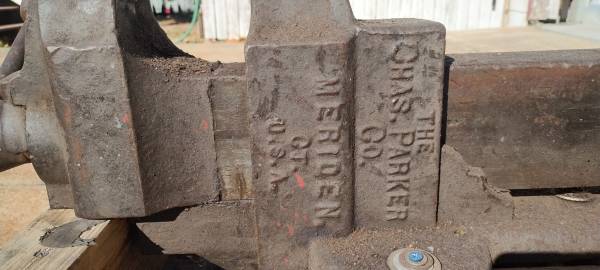 THE
CHAS. PARKER
CO.
MERIDEN
CT.
U.S.A.